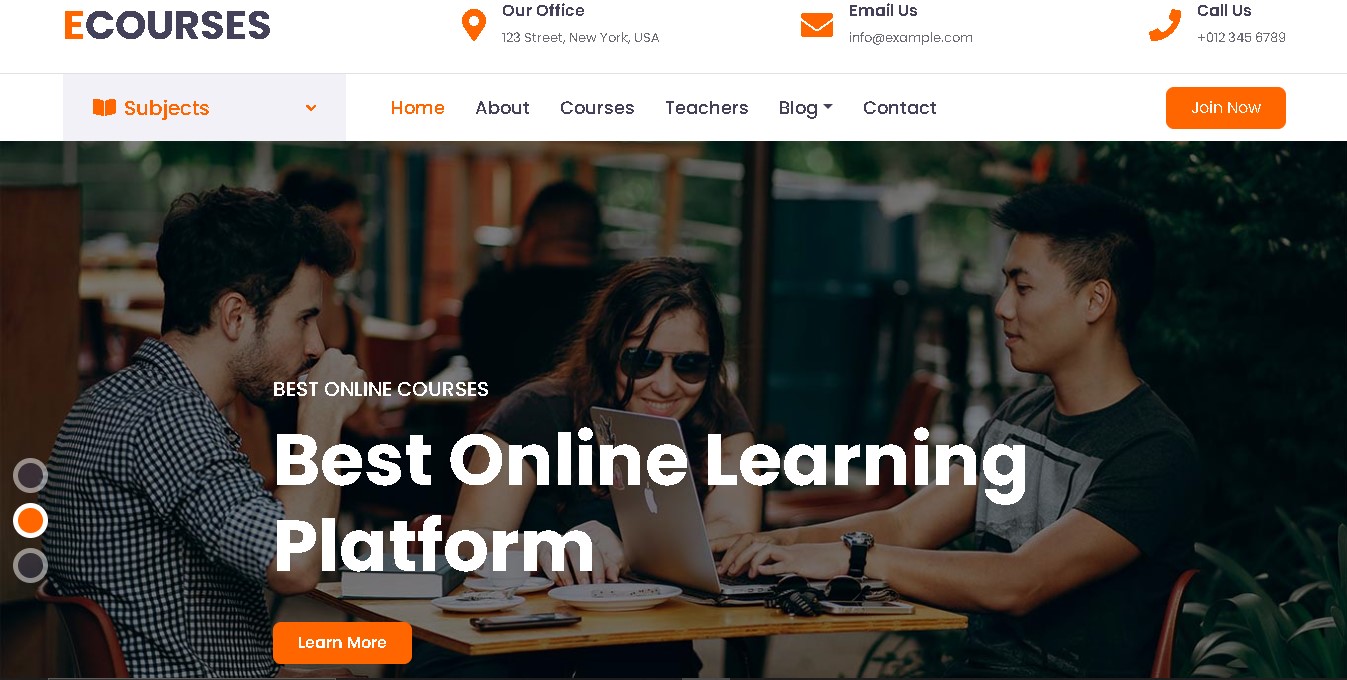 ECOURSES
Our Office
123 Street, New York, USA
Email Us
info@example.com
Call Us
+012 345 6789
Subjects
Home About Courses Teachers Blog Contact
Join Now
BEST ONLINE COURSES
Best Online Learning
Platform
Learn More